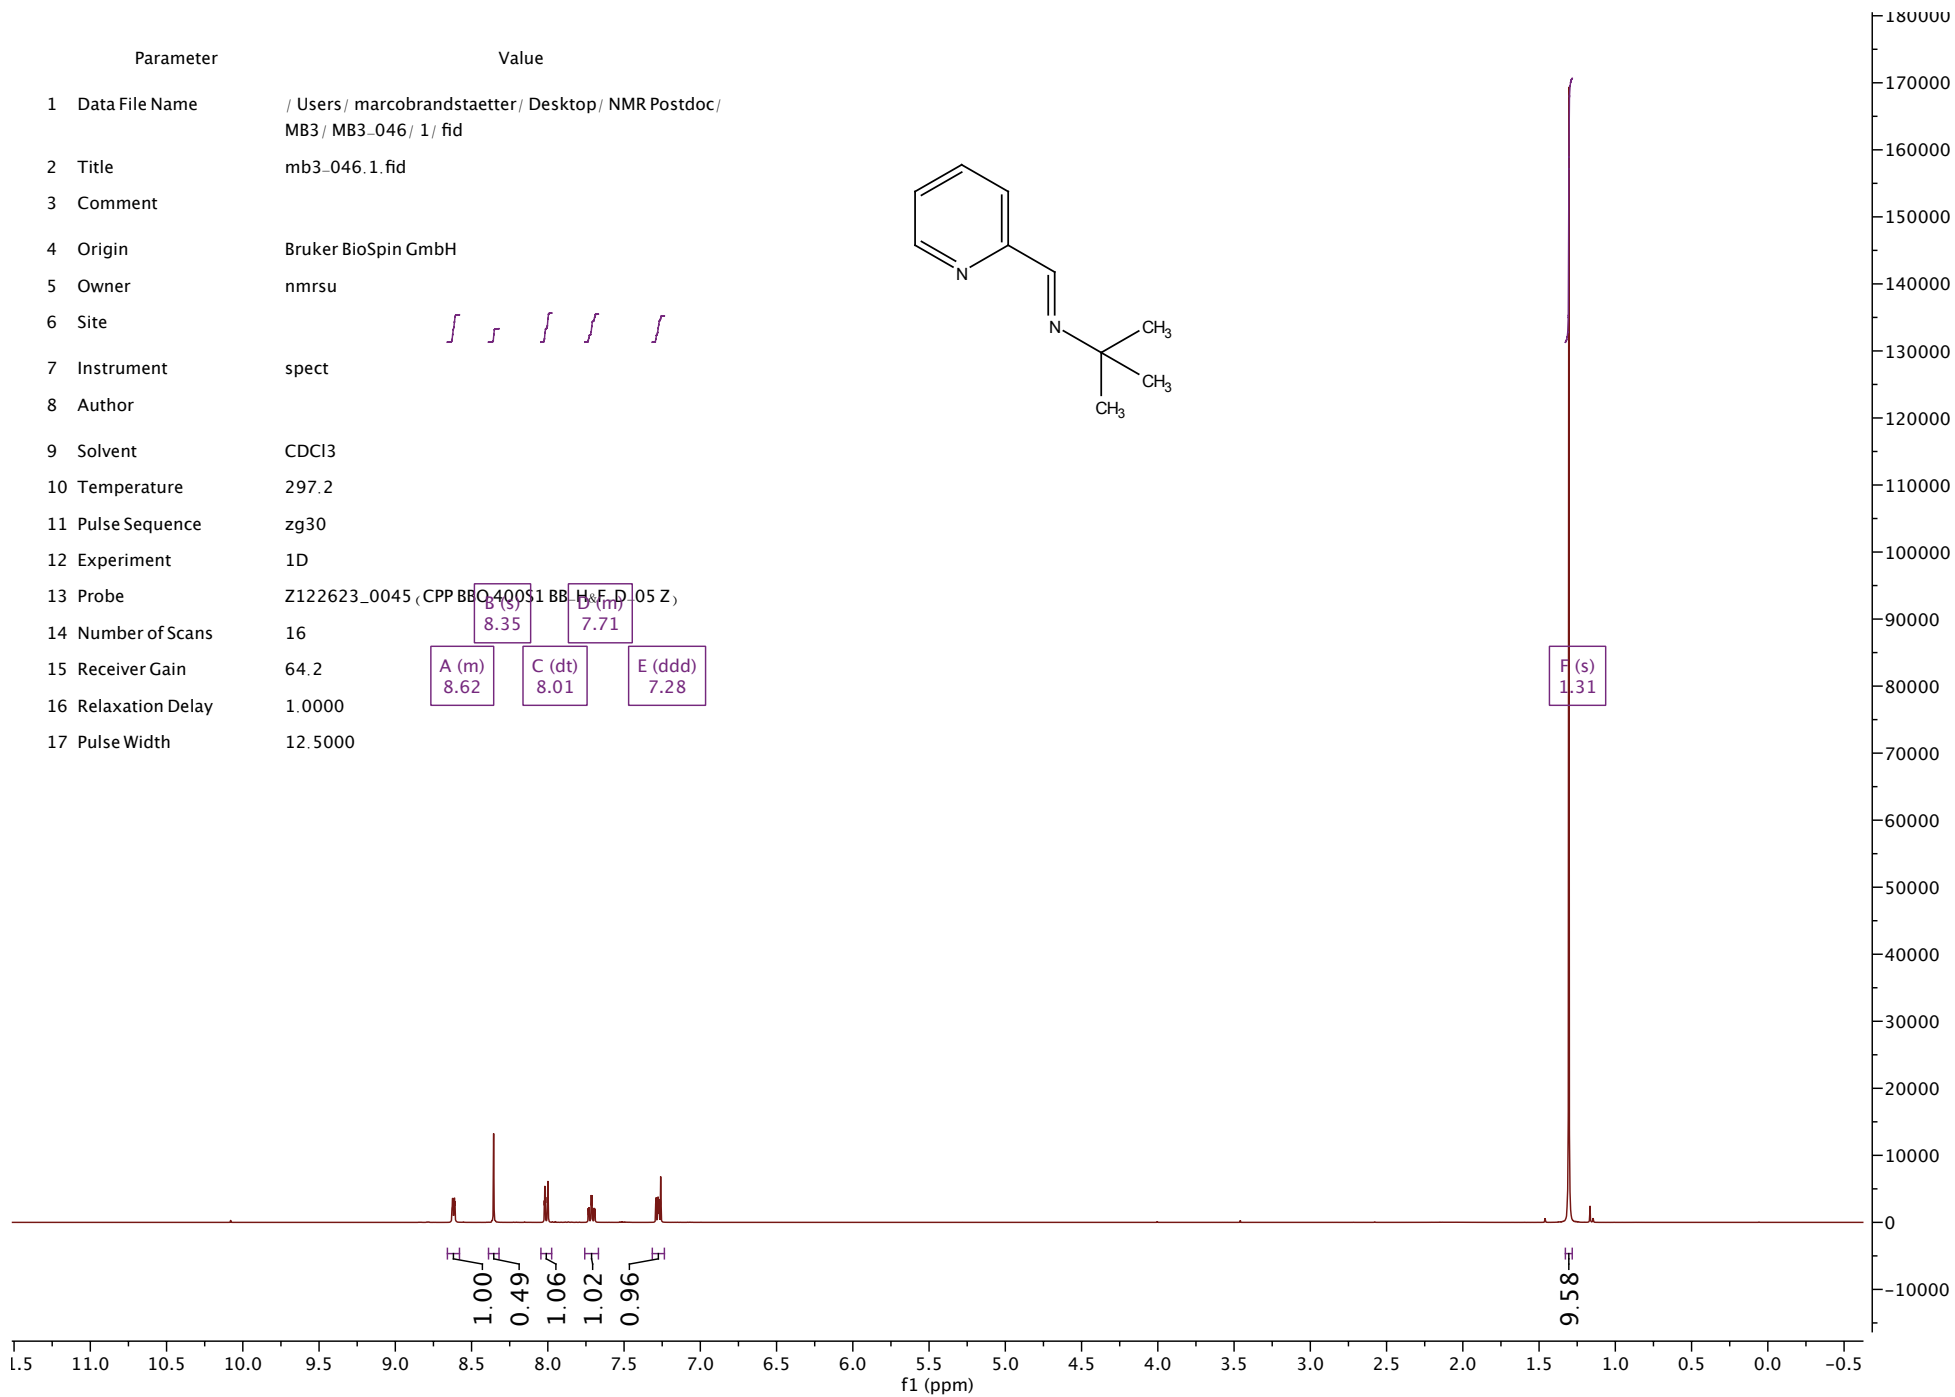 Parameter Value
1 Data File Name / Users/ marcobrandstaetter/ Desktop/ NMR Postdoc/
MB3/ MB3_046/ 1/ fid
2 Title mb3_046.1.fid
3 Comment
4 Origin Bruker BioSpin GmbH
5 Owner nmrsu
6 Site
7 Instrument spect
8 Author
9 Solvent CDCl3
10 Temperature 297.2
11 Pulse Sequence zg30
12 Experiment 1D
13 Probe Z122623_0045 (CPP BBO 400S1 BB_H&F_D_05 Z)
14 Number of Scans 16
15 Receiver Gain 64.2
16 Relaxation Delay 1.0000
17 Pulse Width 12.5000
N
N
CH3
CH3
CH3
B (s)
8.35
D (m)
7.71
A (m)
8.62
C (dt)
8.01
E (ddd)
7.28
F (s)
1.31
180000
170000
160000
150000
140000
130000
120000
110000
100000
90000
80000
70000
60000
50000
40000
30000
20000
10000
0
-10000
1.00
0.49
1.06
1.02
0.96
9.58
1.5 11.0 10.5 10.0 9.5 9.0 8.5 8.0 7.5 7.0 6.5 6.0 5.5 5.0 4.5 4.0 3.5 3.0 2.5 2.0 1.5 1.0 0.5 0.0 -0.5
f1 (ppm)